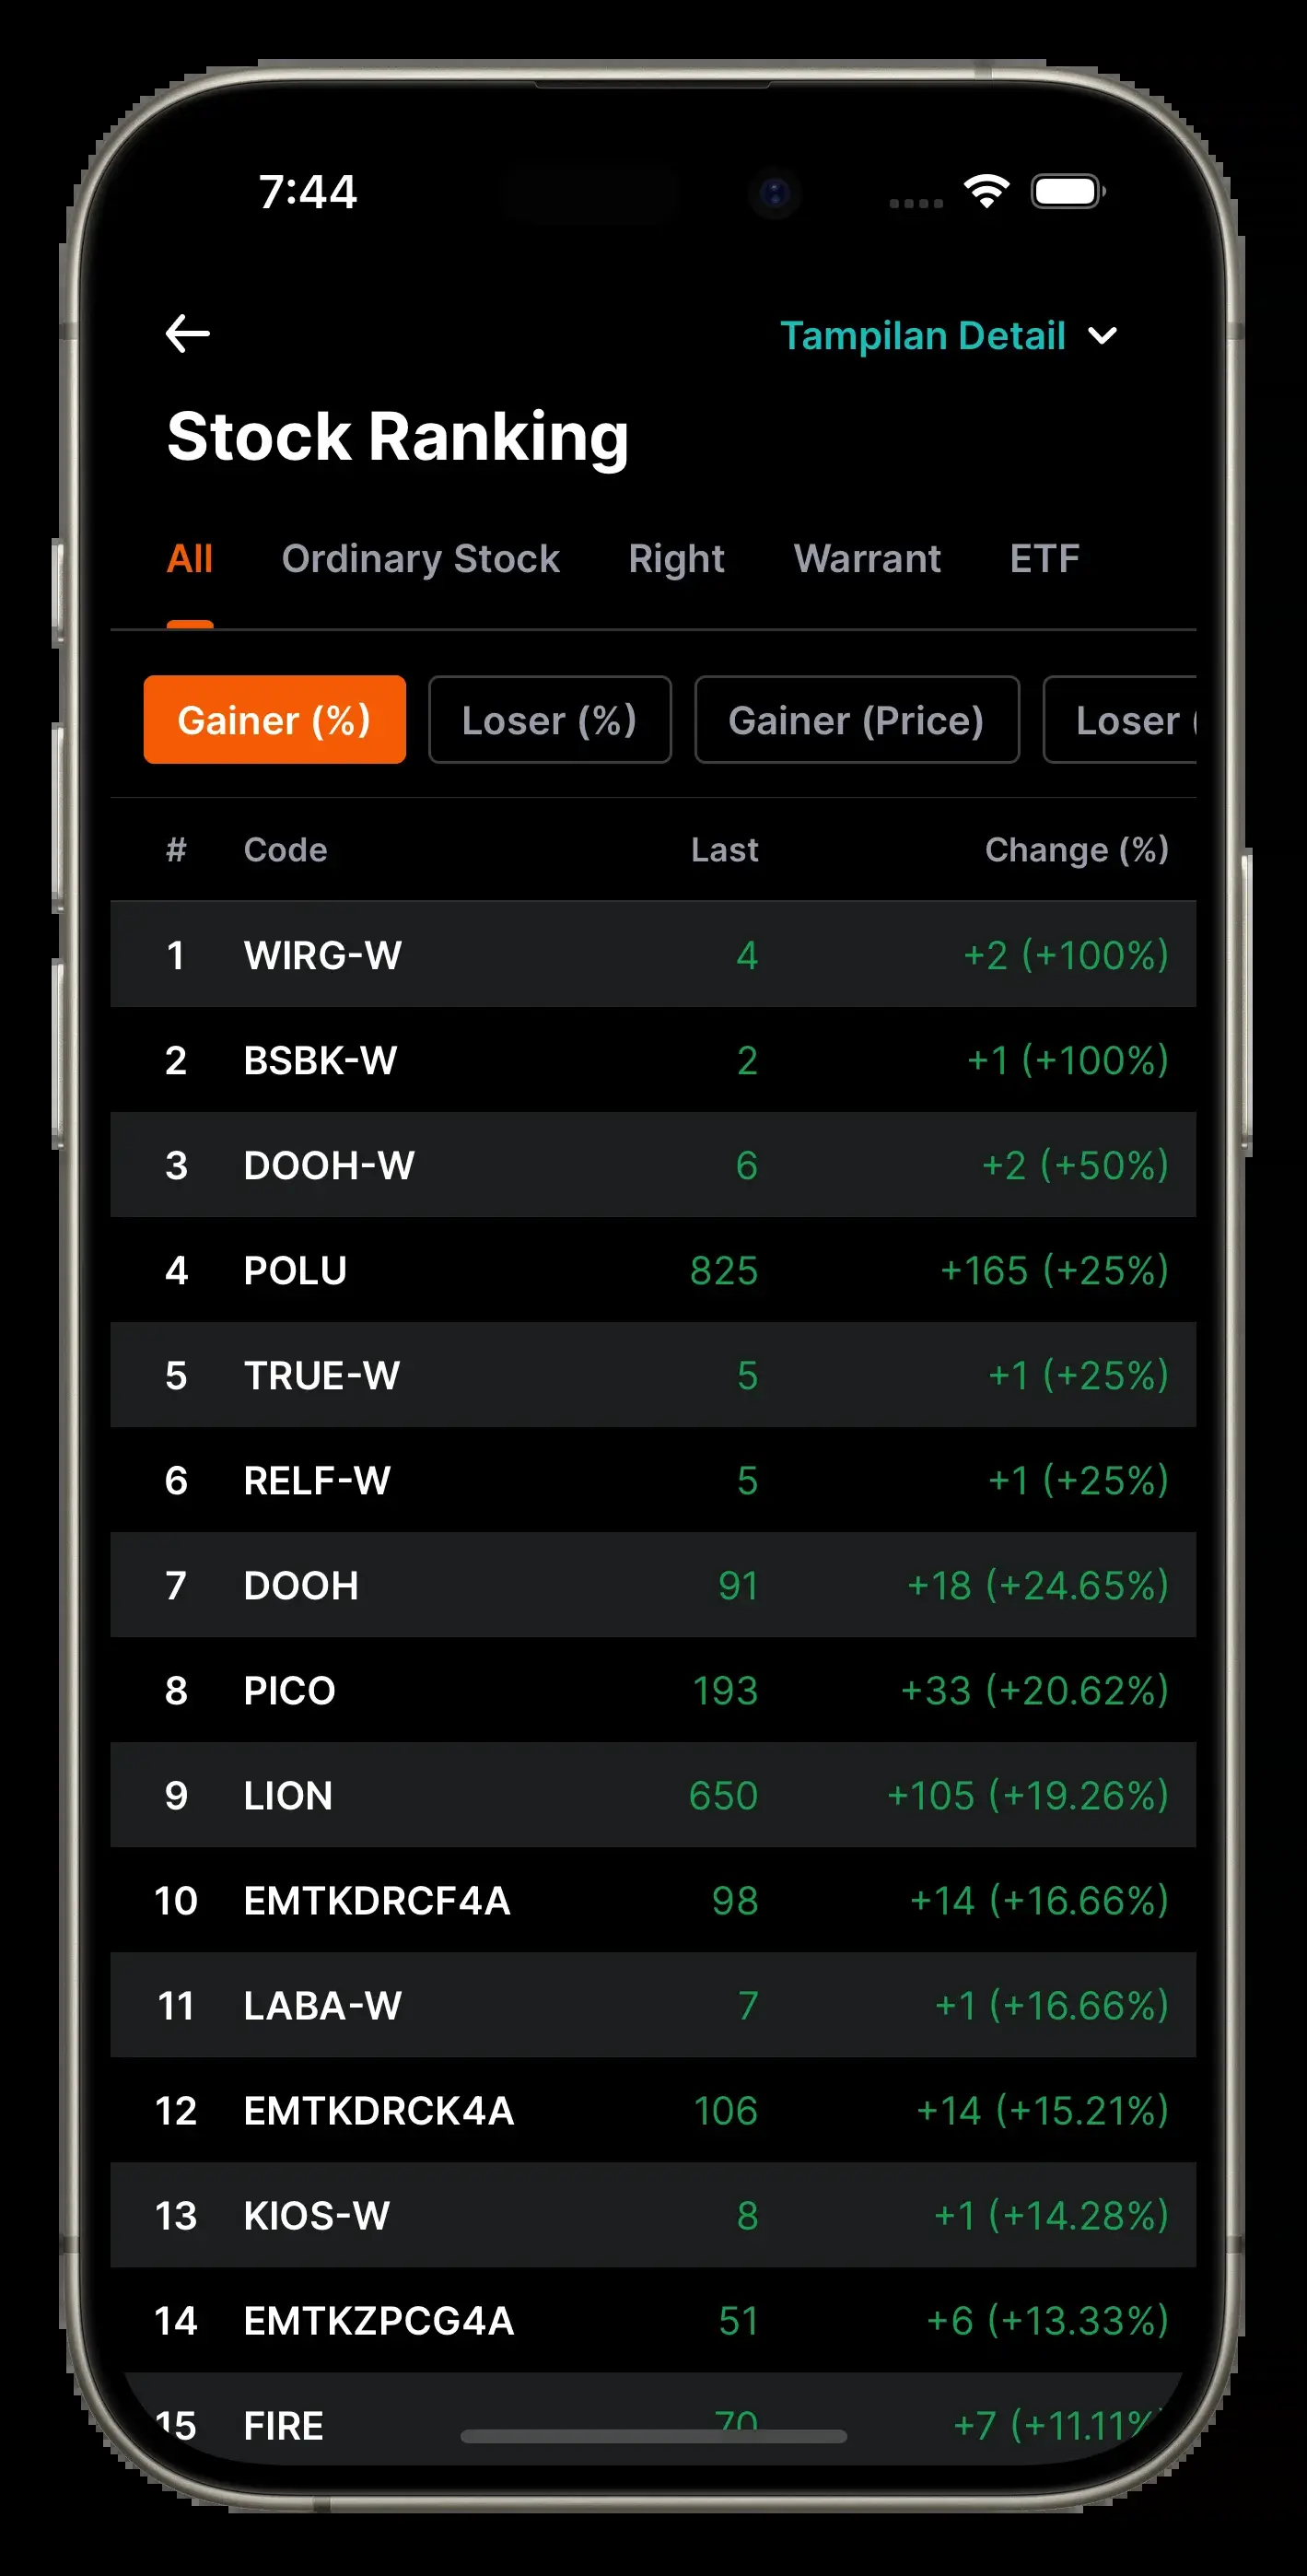 7:44
Tampilan Detail
Stock Ranking
All Ordinary Stock Right Warrant ETF
Gainer (%) Loser (%) Gainer (Price) Loser (
# Code Last Change (%)
1 WIRG-W 4 +2 (+100%)
2 BSBK-W 2 +1 (+100%)
3 DOOH-W 6 +2 (+50%)
4 POLU 825 +165 (+25%)
5 TRUE-W 5 +1 (+25%)
6 RELF-W 5 +1 (+25%)
7 DOOH 91 +18 (+24.65%)
8 PICO 193 +33 (+20.62%)
9 LION 650 +105 (+19.26%)
10 EMTKDRCF4A 98 +14 (+16.66%)
11 LABA-W 7 +1 (+16.66%)
12 EMTKDRCK4A 106 +14 (+15.21%)
13 KIOS-W 8 +1 (+14.28%)
14 EMTKZPCG4A 51 +6 (+13.33%)
15 FIRE 70 +7 (+11.11%)